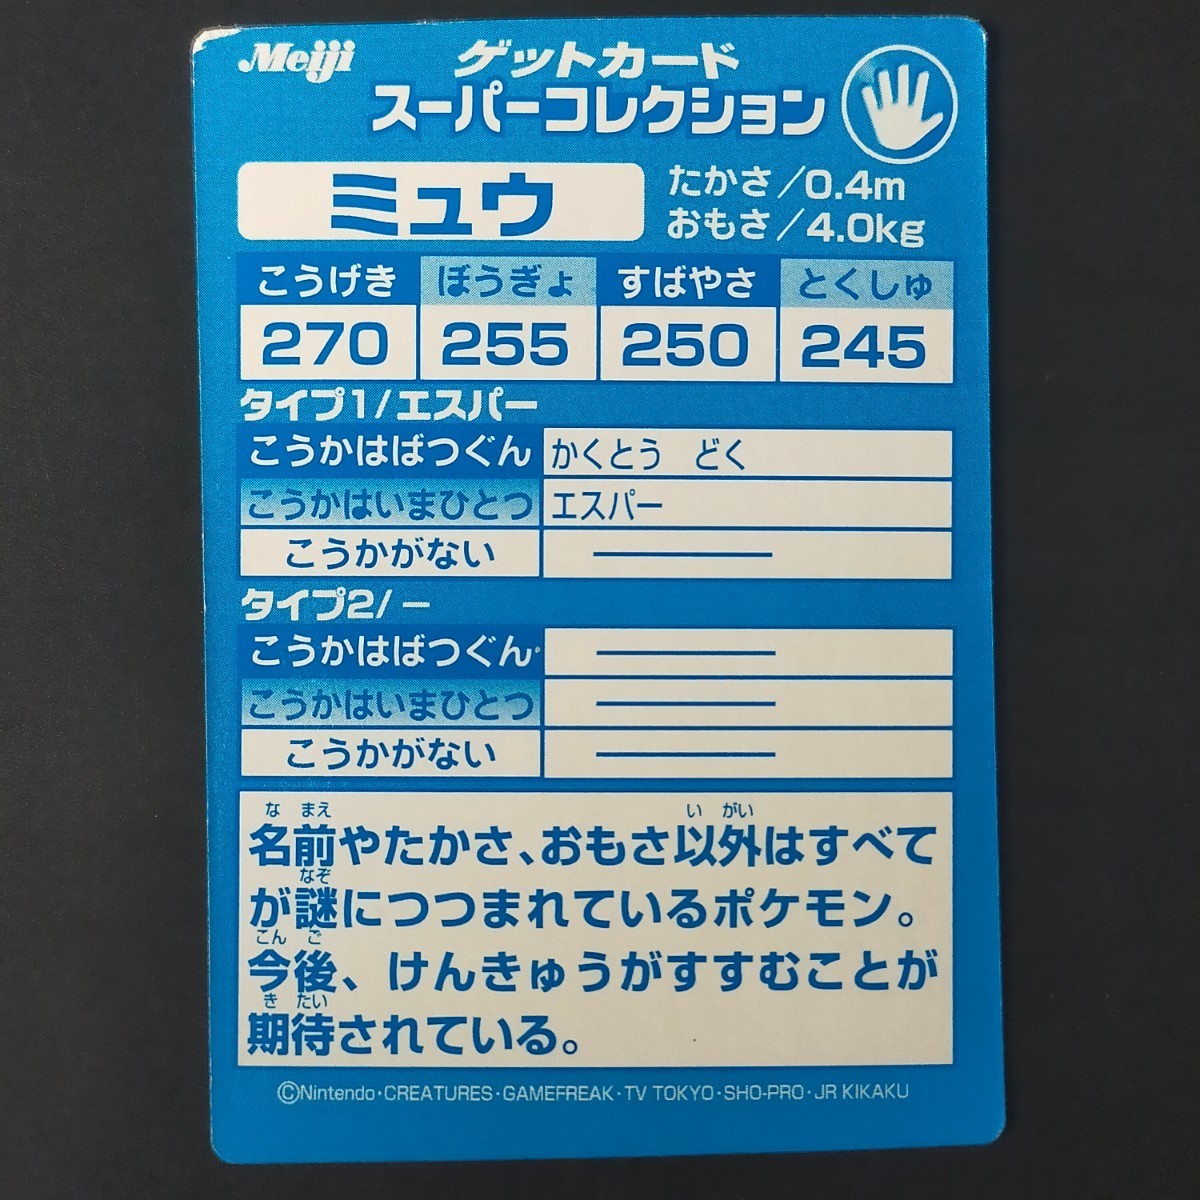 Meiji
ゲットカード
スーパーコレクション
ミュウ
たかさ/0.4m
おもさ/4.0kg
こうげき ぼうぎょ すばやさ とくしゅ
270 255 250 245
タイプ1/エスパー
こうかはばつぐん かくとう どく
こうかはいまひとつ エスパー
こうかがない ―
タイプ2/ー
こうかはばつぐん ―
こうかはいまひとつ ―
こうかがない ―
な まえ い がい
名前やたかさ、おもさ以外はすべて
なぞ
が謎につつまれているポケモン。
こん ご
今後、けんきゅうがすすむことが
き たい
期待されている。
©Nintendo・CREATURES・GAMEFREAK・TV TOKYO・SHO-PRO・JR KIKAKU